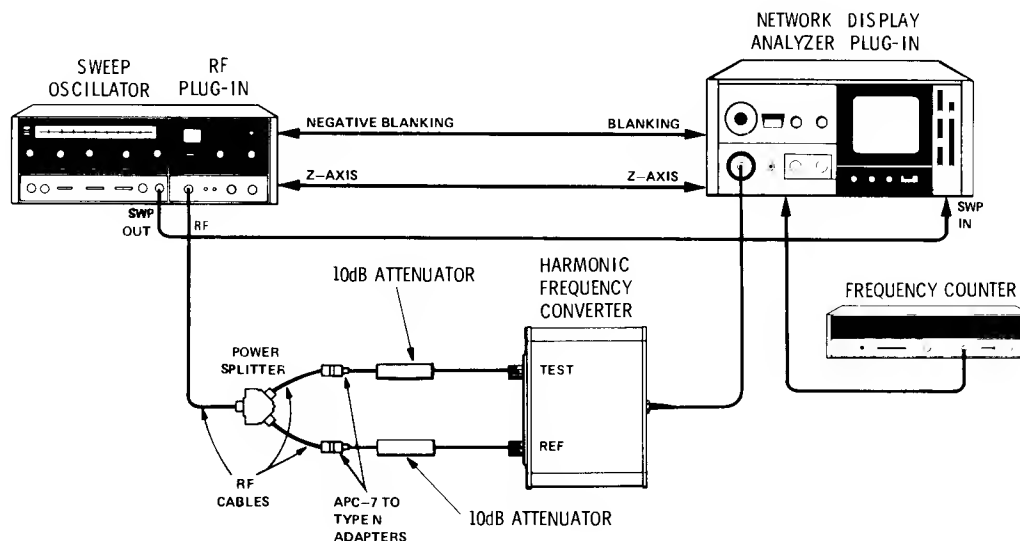 NETWORK DISPLAY
ANALYZER PLUG-IN
SWEEP
OSCILLATOR
RF
PLUG-IN
NEGATIVE BLANKING
BLANKING
Z-AXIS
Z-AXIS
SWP
OUT
RF
SWP
IN
10dB ATTENUATOR
HARMONIC
FREQUENCY
CONVERTER
FREQUENCY COUNTER
POWER
SPLITTER
TEST
REF
RF
CABLES
APC-7 TO
TYPE N
ADAPTERS
10dB ATTENUATOR